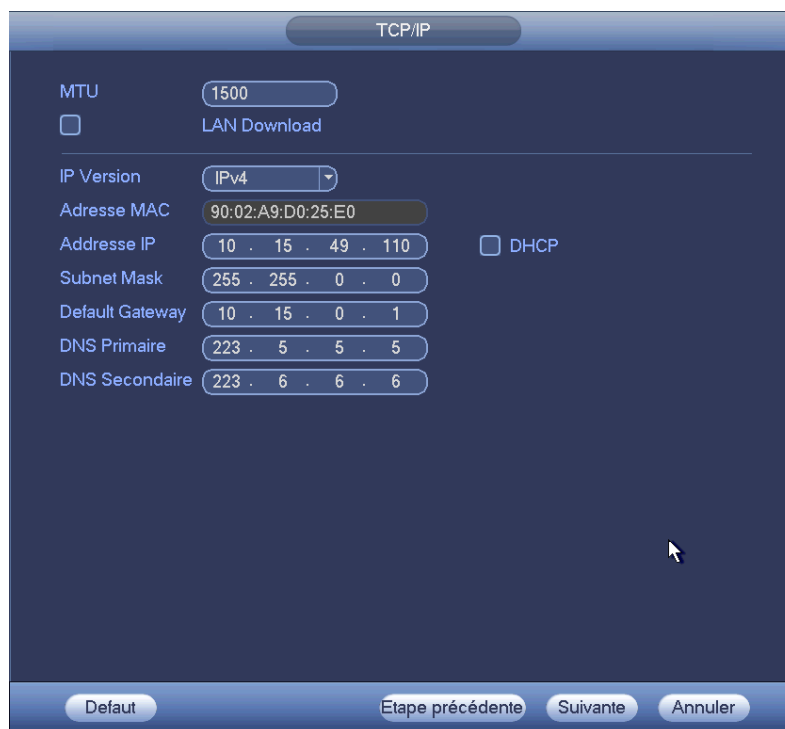 TCP/IP
MTU 1500
LAN Download
IP Version IPv4
Adresse MAC 90:02:A9:D0:25:E0
Addresse IP 10 . 15 . 49 . 110 DHCP
Subnet Mask 255 . 255 . 0 . 0
Default Gateway 10 . 15 . 0 . 1
DNS Primaire 223 . 5 . 5 . 5
DNS Secondaire 223 . 6 . 6 . 6
Defaut Etape précédente Suivante Annuler